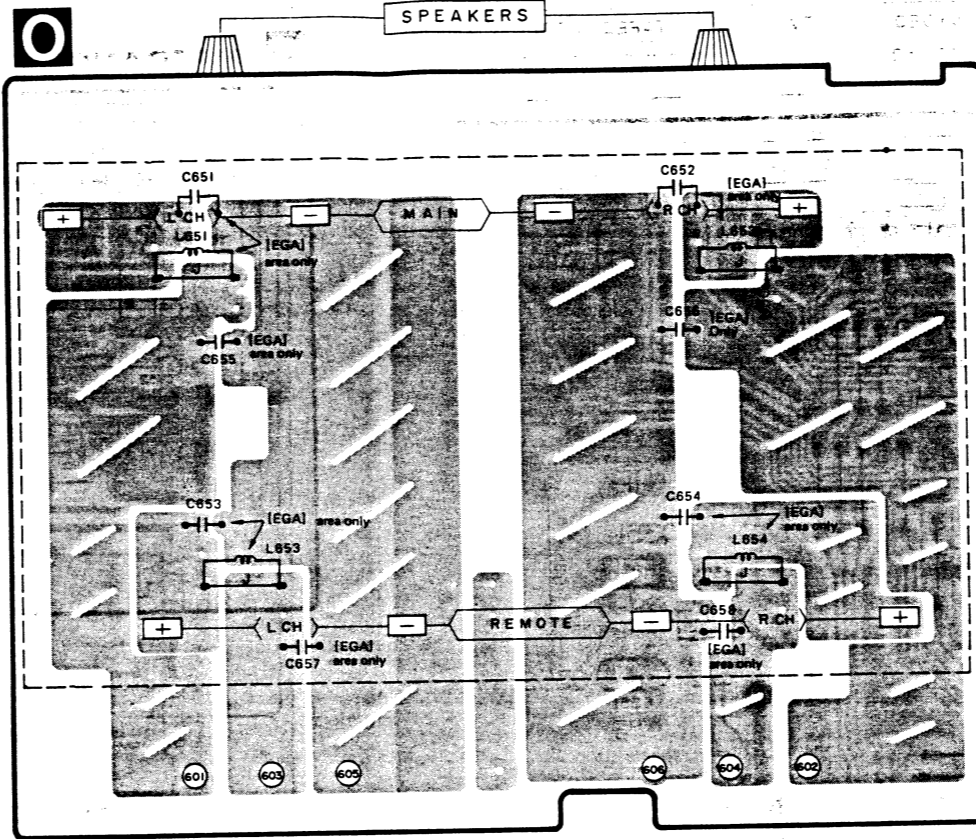 O
SPEAKERS
C651
C652
[EGA]
area only
+
L CH
-
MAIN
-
R CH
+
L651
[EGA]
area only
J
C655
[EGA]
area only
[EGA]
Only
C653
[EGA] area only
L653
J
C654
[EGA]
area only
L654
J
+
L CH
-
REMOTE
-
C658
R CH
+
C657
[EGA]
area only
[EGA]
area only
601
603
605
606
604
602